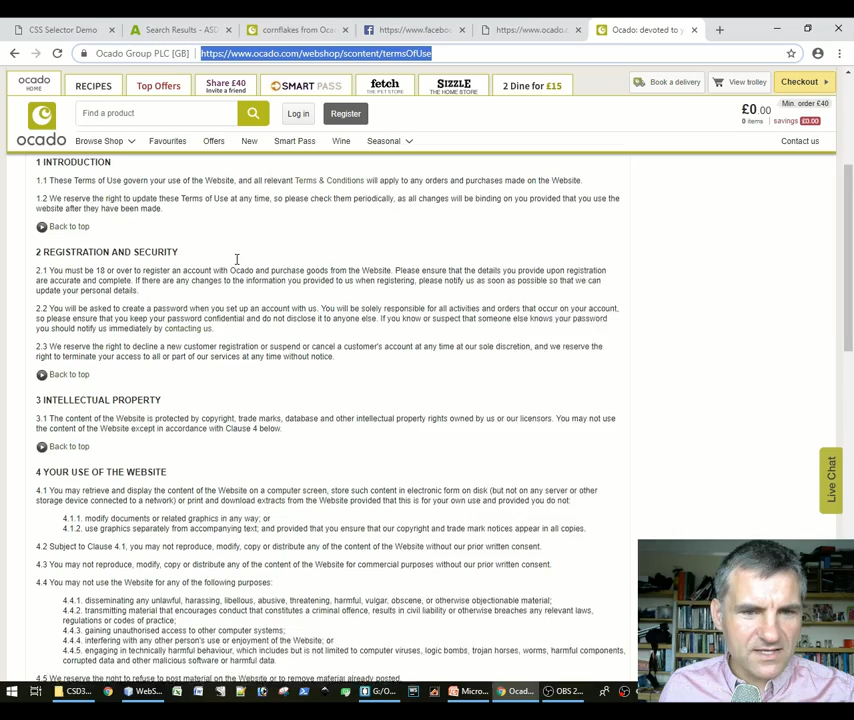 CSS Selector Demo
Search Results - ASD
cornflakes from Oca
https://www.facebo
https://www.ocado.c
Ocado: devoted to y
Ocado Group PLC [GB]
https://www.ocado.com/webshop/scontent/termsOfUse
ocado
HOME
RECIPES
Top Offers
Share £40
Invite a friend
SMART PASS
fetch
THE PET STORE
SIZZLE
THE HOME STORE
2 Dine for £15
Book a delivery
View trolley
Checkout
ocado
Find a product
Log in
Register
£0.00
0 items
Min. order £40
savings £0.00
Browse Shop
Favourites
Offers
New
Smart Pass
Wine
Seasonal
Contact us
1 INTRODUCTION
1.1 These Terms of Use govern your use of the Website, and all relevant Terms & Conditions will apply to any orders and purchases made on the Website.
1.2 We reserve the right to update these Terms of Use at any time, so please check them periodically, as all changes will be binding on you provided that you use the
website after they have been made.
Back to top
2 REGISTRATION AND SECURITY
2.1 You must be 18 or over to register an account with Ocado and purchase goods from the Website. Please ensure that the details you provide upon registration
are accurate and complete. If there are any changes to the information you provided to us when registering, please notify us as soon as possible so that we can
update your personal details.
2.2 You will be asked to create a password when you set up an account with us. You will be solely responsible for all activities and orders that occur on your account,
so please ensure that you keep your password confidential and do not disclose it to anyone else. If you know or suspect that someone else knows your password
you should notify us immediately by contacting us.
2.3 We reserve the right to decline a new customer registration or suspend or cancel a customer's account at any time at our sole discretion, and we reserve the
right to terminate your access to all or part of our services at any time without notice.
Back to top
3 INTELLECTUAL PROPERTY
3.1 The content of the Website is protected by copyright, trade marks, database and other intellectual property rights owned by us or our licensors. You may not use
the content of the Website except in accordance with Clause 4 below.
Back to top
4 YOUR USE OF THE WEBSITE
4.1 You may retrieve and display the content of the Website on a computer screen, store such content in electronic form on disk (but not on any server or other
storage device connected to a network) or print and download extracts from the Website provided that this is for your own use and provided you do not:
4.1.1. modify documents or related graphics in any way; or
4.1.2. use graphics separately from accompanying text; and provided that you ensure that our copyright and trade mark notices appear in all copies.
4.2 Subject to Clause 4.1, you may not reproduce, modify, copy or distribute any of the content of the Website without our prior written consent.
4.3 You may not reproduce, modify, copy or distribute any of the content of the Website for commercial purposes without our prior written consent.
4.4 You may not use the Website for any of the following purposes:
4.4.1. disseminating any unlawful, harassing, libellous, abusive, threatening, harmful, vulgar, obscene, or otherwise objectionable material;
4.4.2. transmitting material that encourages conduct that constitutes a criminal offence, results in civil liability or otherwise breaches any relevant laws,
regulations or codes of practice;
4.4.3. gaining unauthorised access to other computer systems;
4.4.4. interfering with any other person's use or enjoyment of the Website; or
4.4.5. engaging in technically harmful behaviour, which includes but is not limited to computer viruses, logic bombs, trojan horses, worms, harmful components,
corrupted data and other malicious software or harmful data.
4.5 We reserve the right to refuse to post material on the Website or to remove material already posted.
Live Chat
CSD3...
WebS...
G:/O...
Micro...
Ocad...
OBS 2...